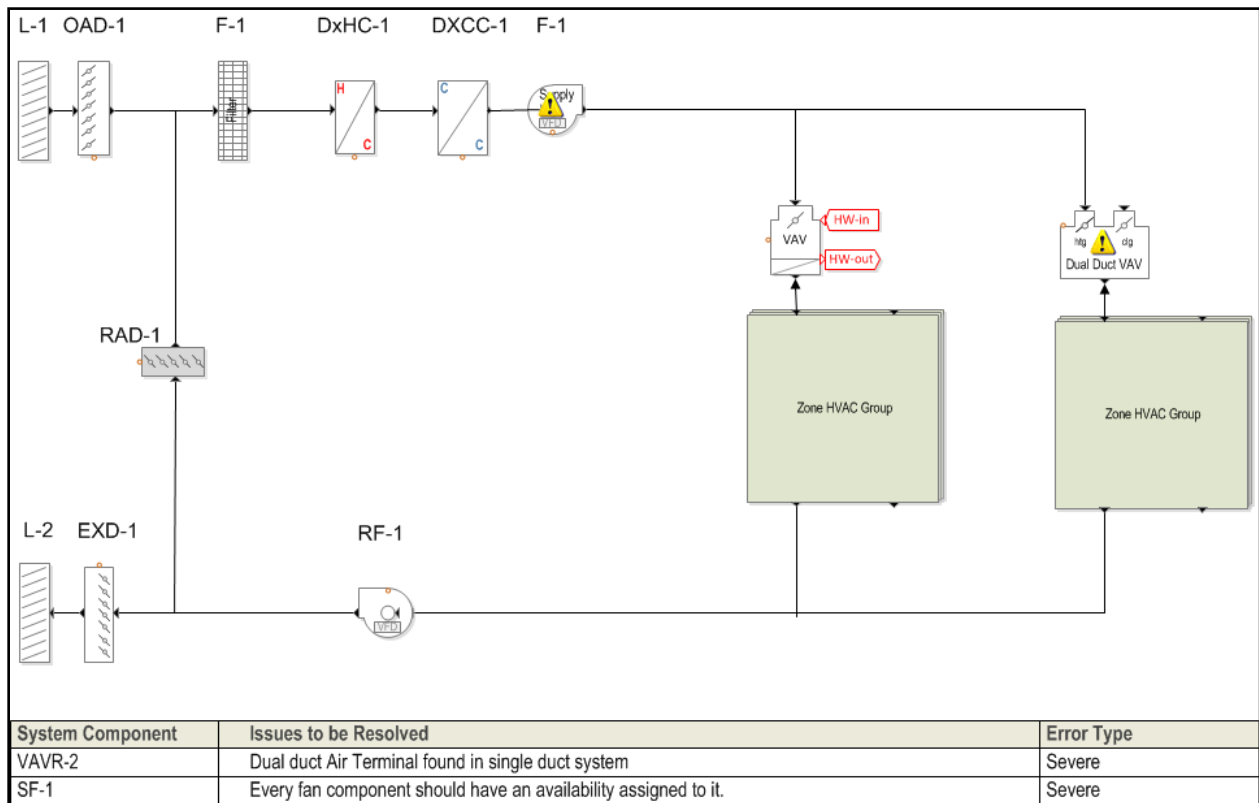 L-1 OAD-1 F-1 DxHC-1 DXCC-1 F-1
Filter
H
C
C
C
Supply
VFD
VAV
HW-in
HW-out
htg clg
Dual Duct VAV
RAD-1
Zone HVAC Group
Zone HVAC Group
L-2 EXD-1 RF-1
VFD
System Component Issues to be Resolved Error Type
VAVR-2 Dual duct Air Terminal found in single duct system Severe
SF-1 Every fan component should have an availability assigned to it. Severe